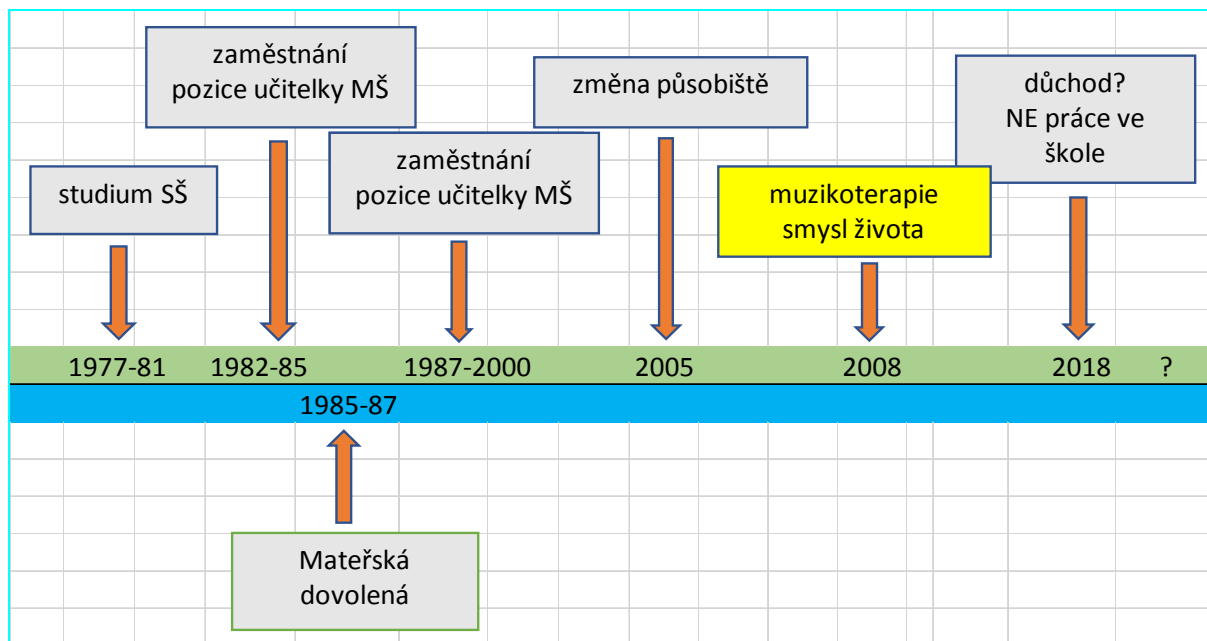 zaměstnání
pozice učitelky MŠ
změna působiště
důchod?
NE práce ve
škole
zaměstnání
pozice učitelky MŠ
studium SŠ
muzikoterapie
smysl života
1977-81 1982-85 1987-2000 2005 2008 2018 ?
1985-87
Mateřská
dovolená